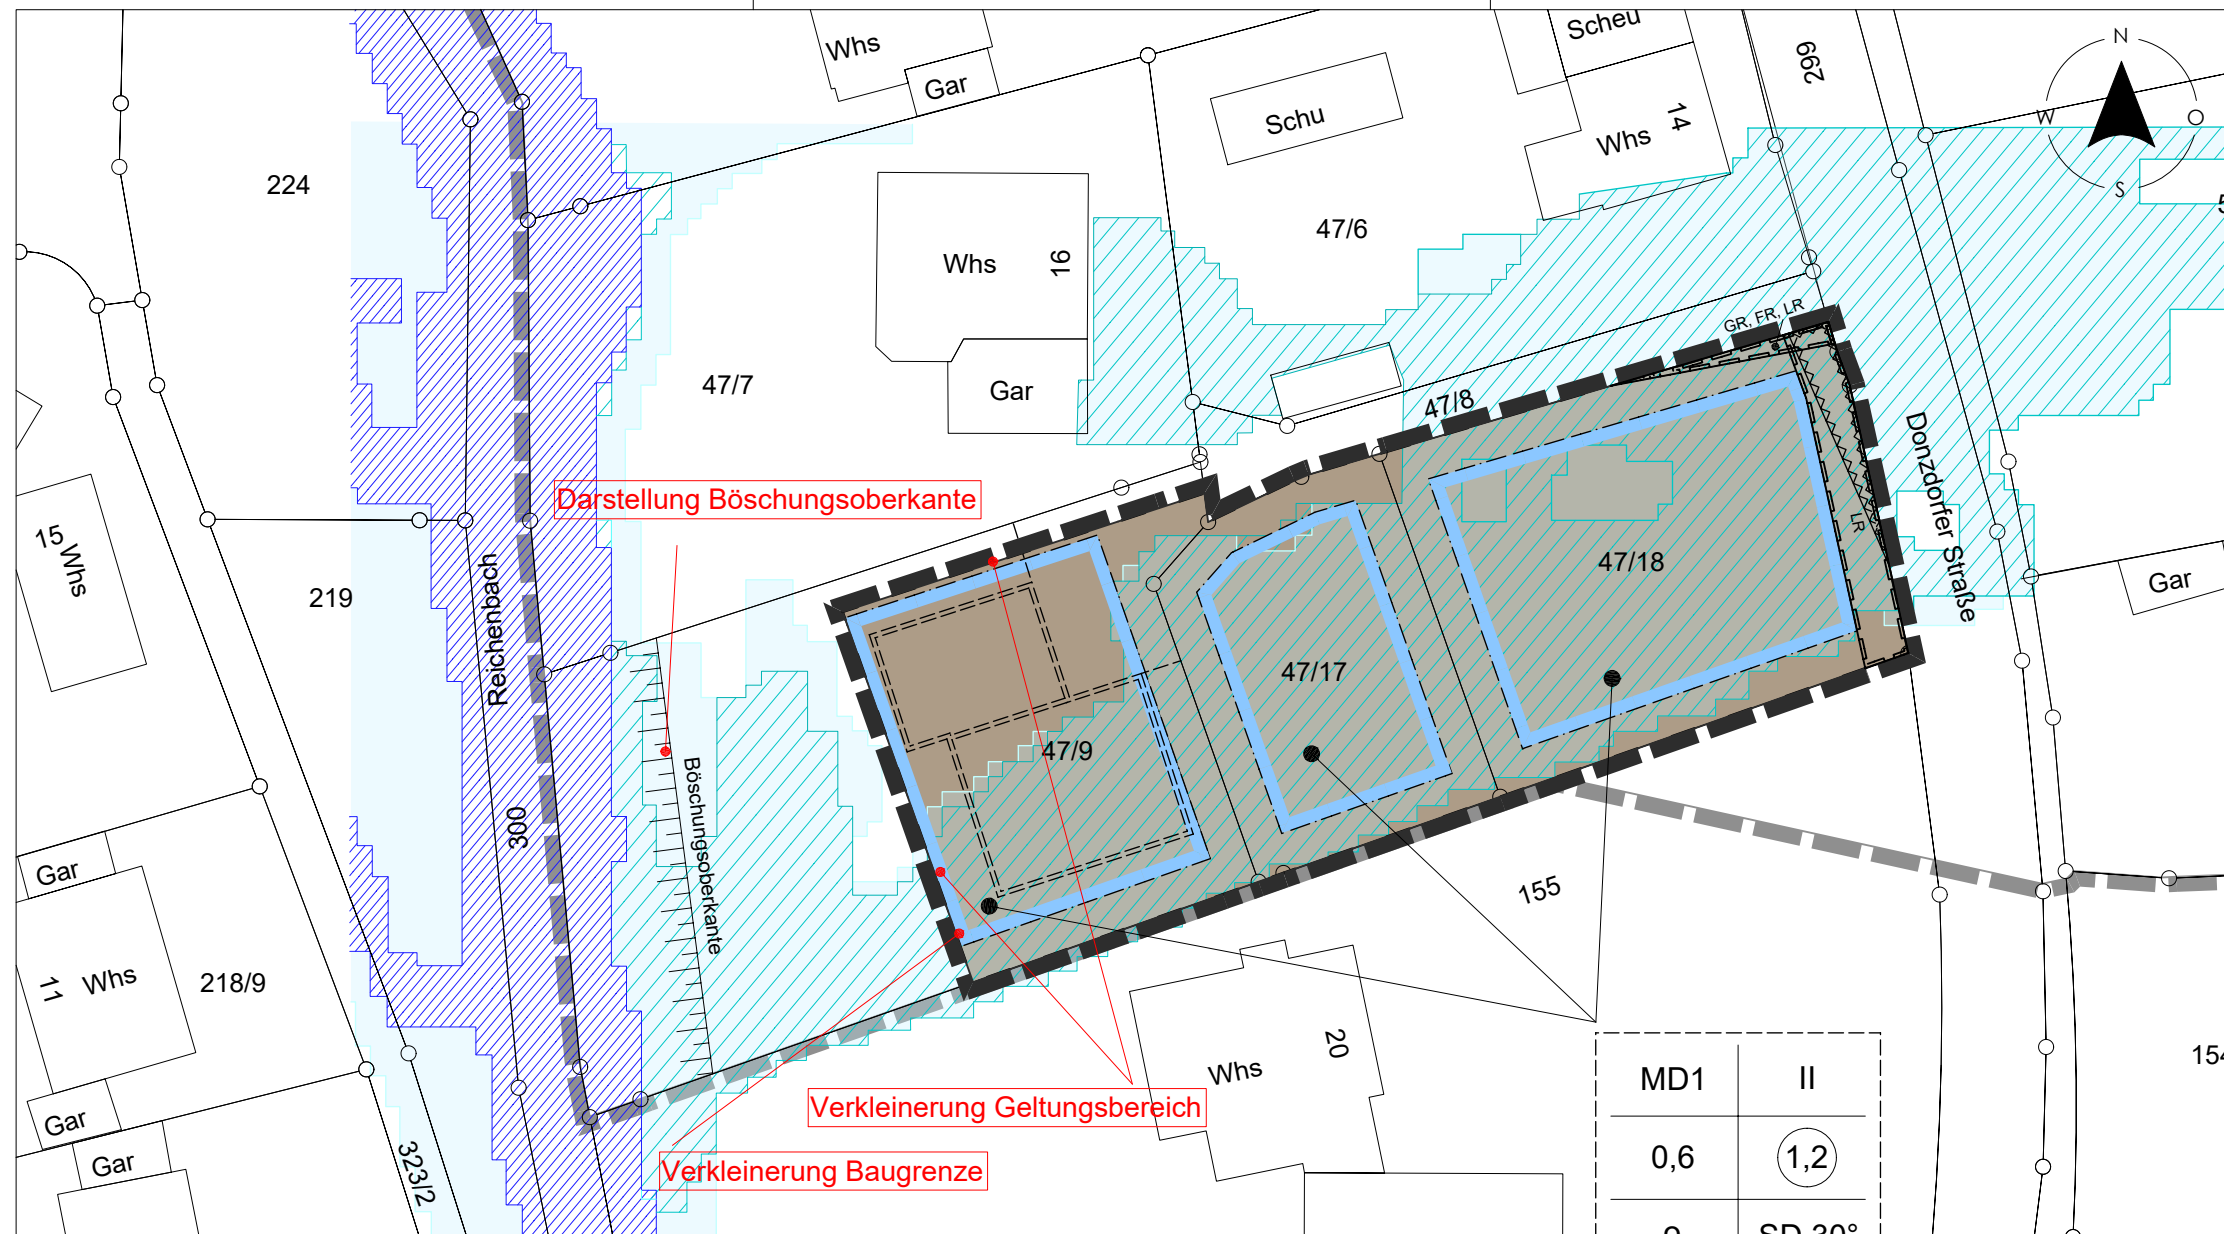 Whs
Gar
Scheu
299
N
W
O
S
Schu
14
Whs
224
47/6
Whs
16
GR, FR, LR
47/7
Gar
47/8
Donzdorfer Straße
Darstellung Böschungsoberkante
LR
15
Whs
Reichenbach
47/18
Gar
219
47/17
47/9
Böschungsoberkante
300
Gar
155
11
Whs
218/9
20
Whs
154
MD1
II
Verkleinerung Geltungsbereich
Gar
0,6
1,2
Gar
323/2
Verkleinerung Baugrenze
SD 30°